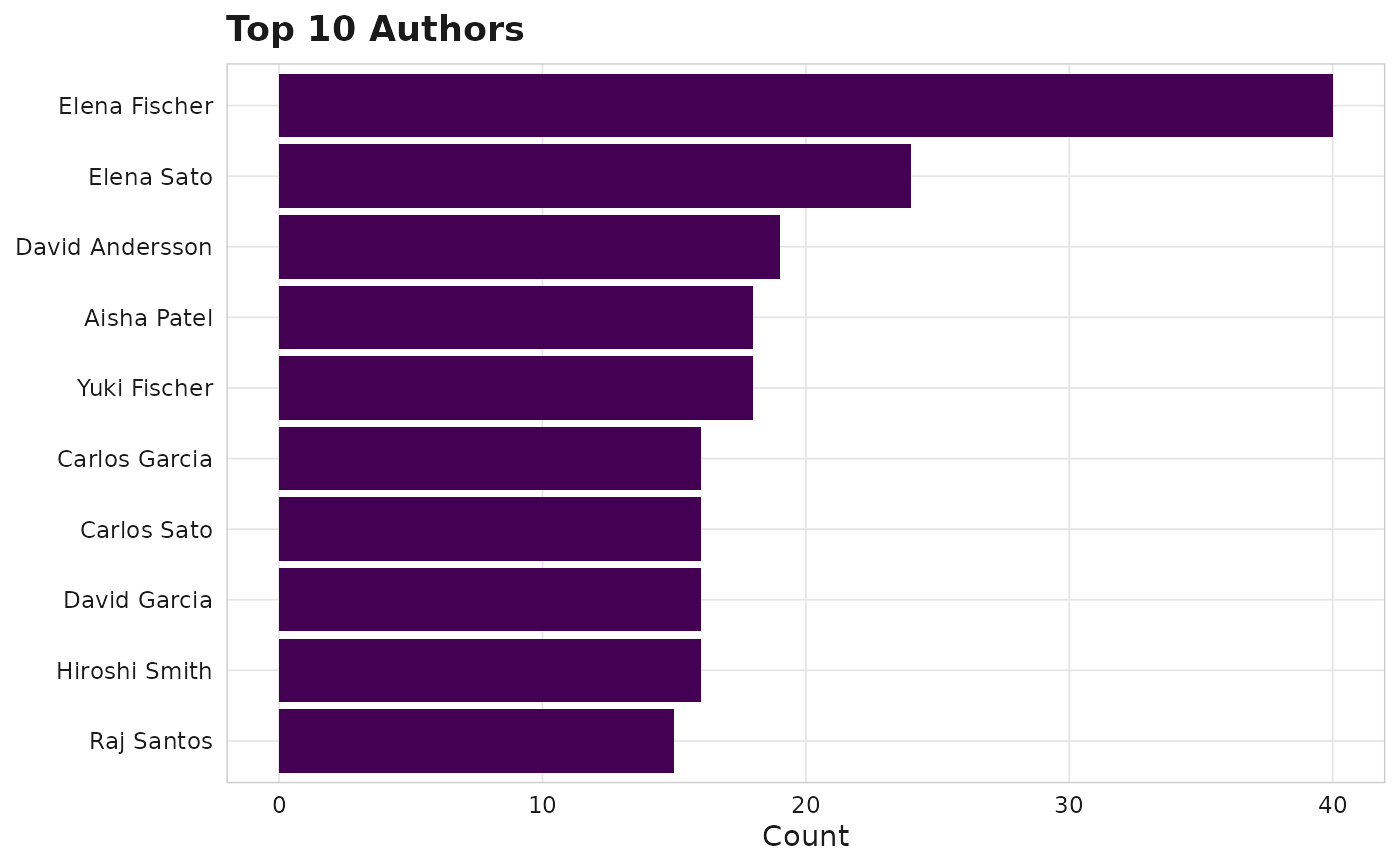 Top 10 Authors
Elena Fischer
Elena Sato
David Andersson
Aisha Patel
Yuki Fischer
Carlos Garcia
Carlos Sato
David Garcia
Hiroshi Smith
Raj Santos
0 10 20 30 40
Count